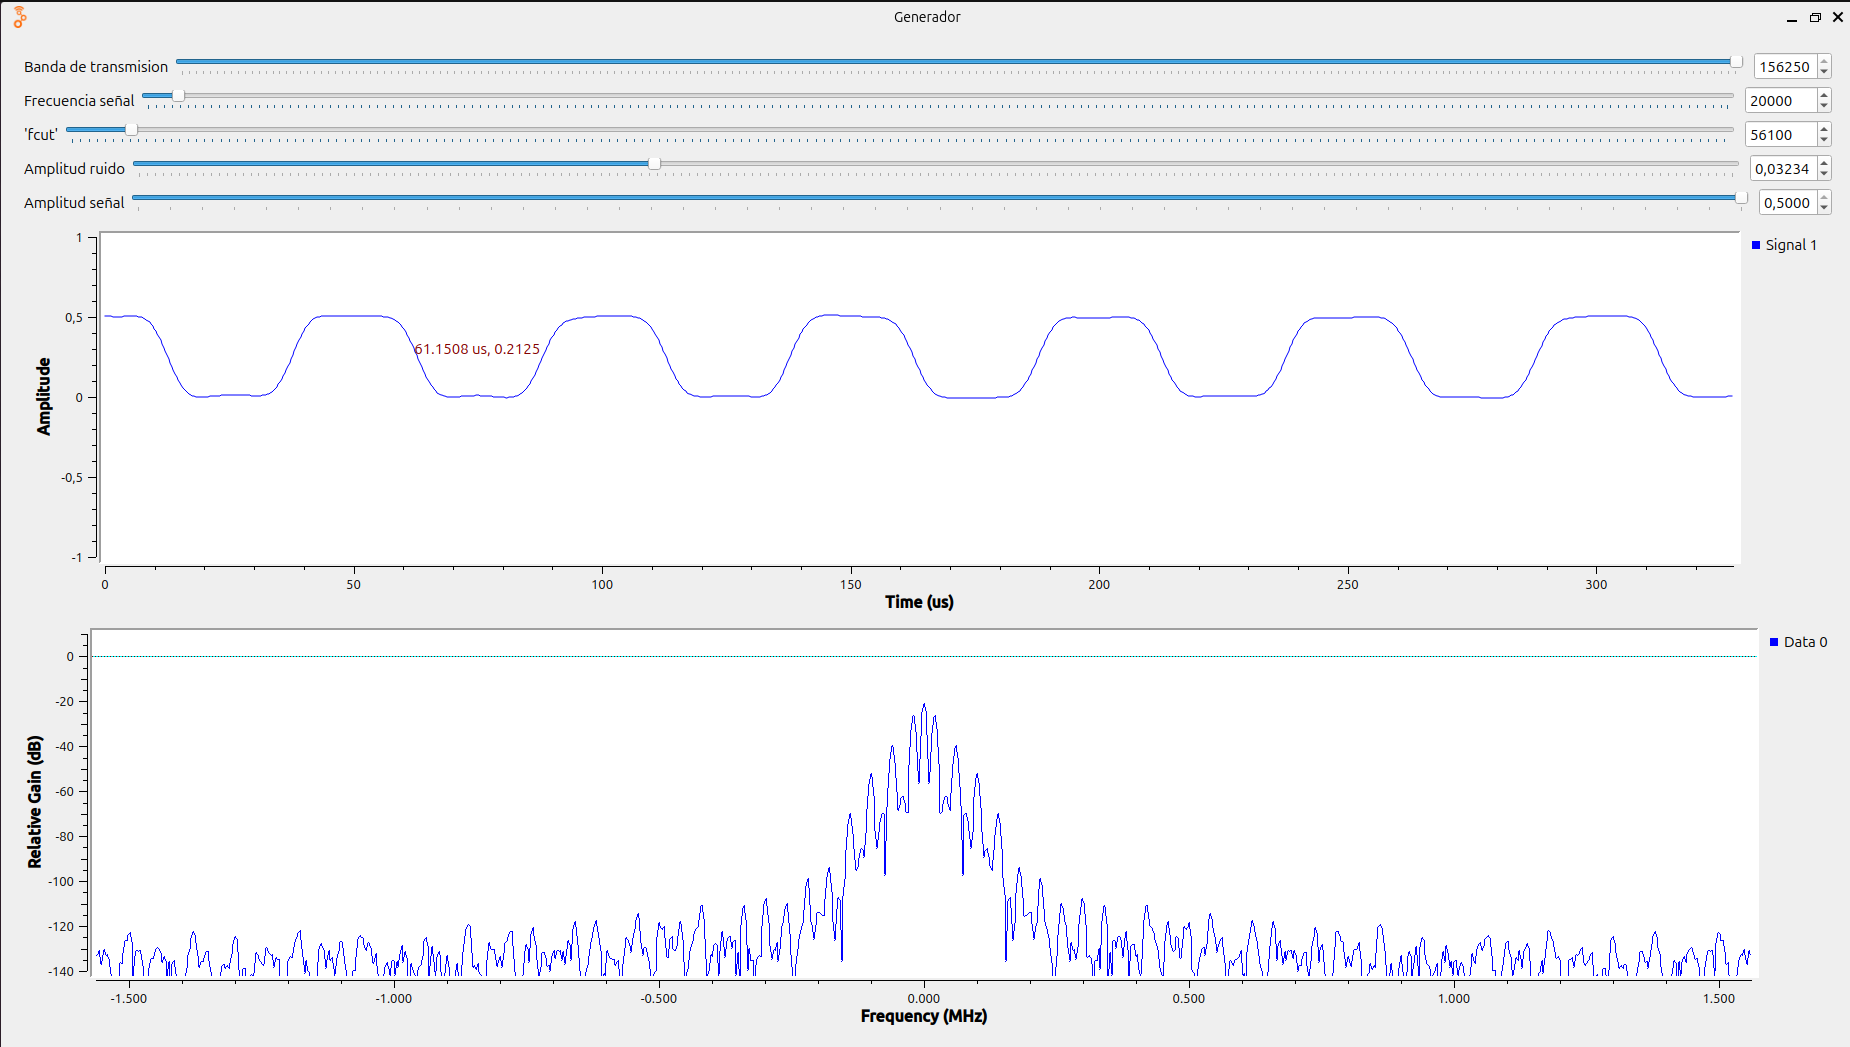 Generador
Banda de transmision 156250
Frecuencia señal 20000
'fcut' 56100
Amplitud ruido 0,03234
Amplitud señal 0,5000
Signal 1
1
0,5
0
-0,5
-1
Amplitude
61.1508 us, 0.2125
0 50 100 150 200 250 300
Time (us)
Data 0
0
-20
-40
-60
-80
-100
-120
-140
Relative Gain (dB)
-1.500 -1.000 -0.500 0.000 0.500 1.000 1.500
Frequency (MHz)